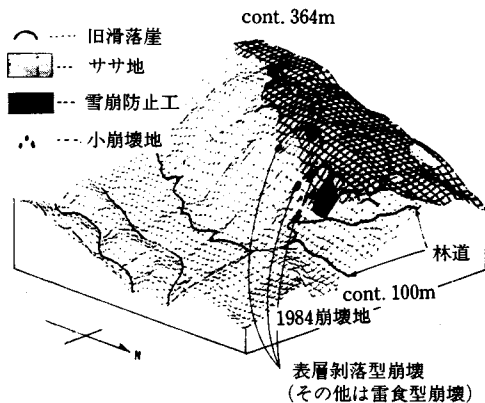 cont. 364m
旧滑落崖
ササ地
雪崩防止工
小崩壊地
林道
cont. 100m
1984崩壊地
N
表層剝落型崩壊
(その他は雷食型崩壊)